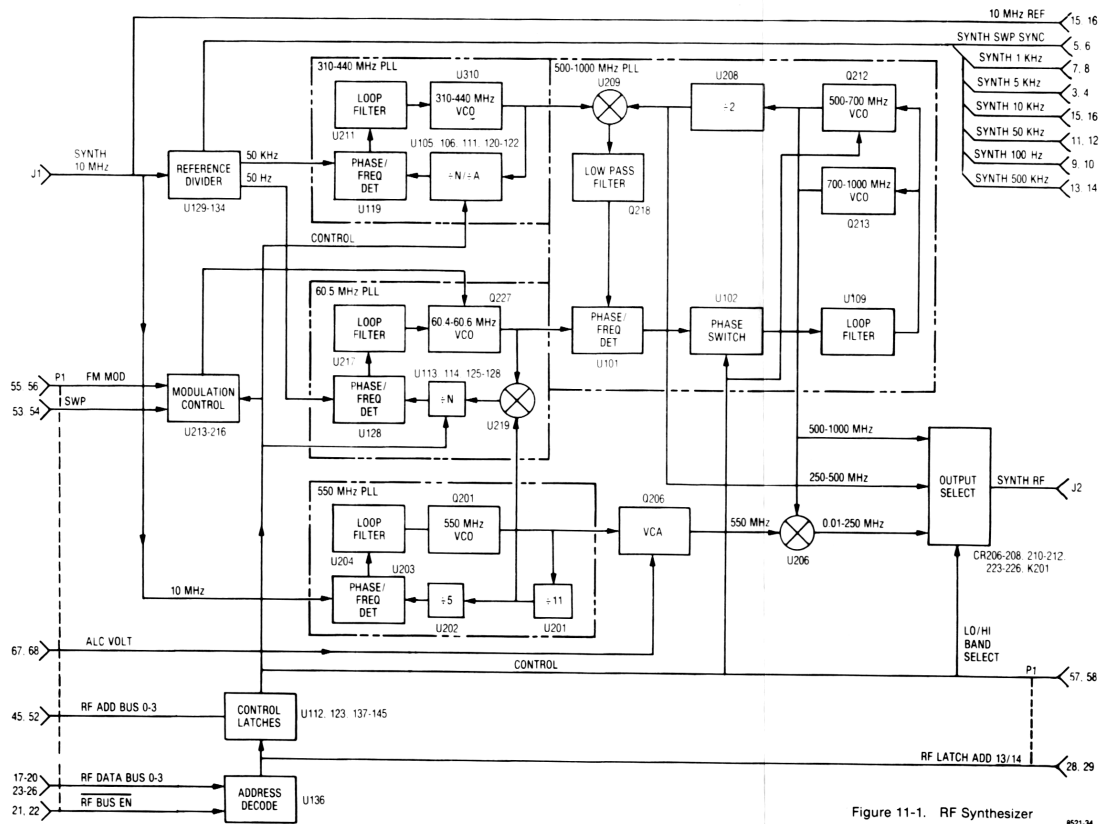 10 MHz REF
15. 16
SYNTH SWP SYNC
5. 6
SYNTH 1 KHz
7. 8
SYNTH 5 KHz
3. 4
SYNTH 10 KHz
15. 16
SYNTH 50 KHz
11. 12
SYNTH 100 Hz
9. 10
SYNTH 500 KHz
13. 14
310-440 MHz PLL
U310
LOOP
FILTER
310-440 MHz
VCO
U211
U105. 106. 111. 120-122
PHASE/
FREQ
DET
÷N/÷A
U119
500-1000 MHz PLL
U209
U208
÷2
Q212
500-700 MHz
VCO
LOW PASS
FILTER
Q218
700-1000 MHz
VCO
Q213
J1
SYNTH
10 MHz
REFERENCE
DIVIDER
U129-134
50 KHz
50 Hz
CONTROL
60.5 MHz PLL
Q227
LOOP
FILTER
60.4-60.6 MHz
VCO
U217
U113. 114. 125-128
PHASE/
FREQ
DET
÷N
U128
U219
PHASE/
FREQ
DET
U101
U102
PHASE
SWITCH
U109
LOOP
FILTER
55. 56
P1
FM MOD
53. 54
SWP
MODULATION
CONTROL
U213-216
500-1000 MHz
250-500 MHz
OUTPUT
SELECT
SYNTH RF
J2
550 MHz PLL
Q201
LOOP
FILTER
550 MHz
VCO
U204
U203
PHASE/
FREQ
DET
÷5
U202
÷11
U201
Q206
VCA
550 MHz
U206
0.01-250 MHz
CR206-208. 210-212.
223-226. K201
10 MHz
67. 68
ALC VOLT
CONTROL
LO/HI
BAND
SELECT
P1
57. 58
45. 52
RF ADD BUS 0-3
CONTROL
LATCHES
U112. 123. 137-145
RF LATCH ADD 13/14
28. 29
17-20
23-26
RF DATA BUS 0-3
21. 22
RF BUS EN
ADDRESS
DECODE
U136
Figure 11-1. RF Synthesizer
8521-34